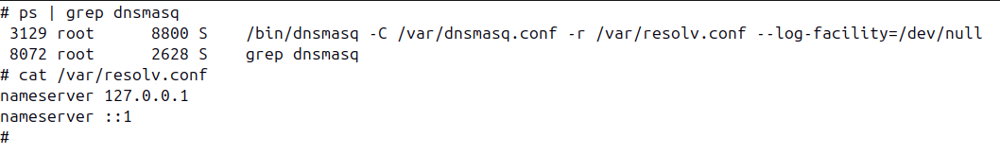 # ps | grep dnsmasq
 3129 root      8800 S    /bin/dnsmasq -C /var/dnsmasq.conf -r /var/resolv.conf --log-facility=/dev/null
 8072 root      2628 S    grep dnsmasq
# cat /var/resolv.conf
nameserver 127.0.0.1
nameserver ::1
#